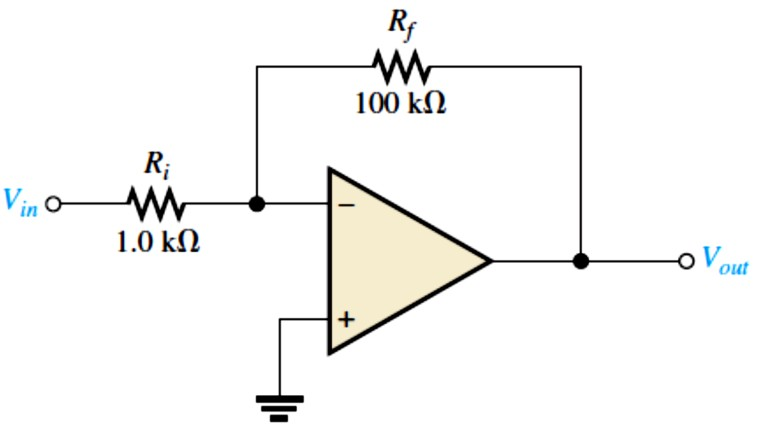 R_f
100 kΩ
R_i
V_in
1.0 kΩ
−
V_out
+